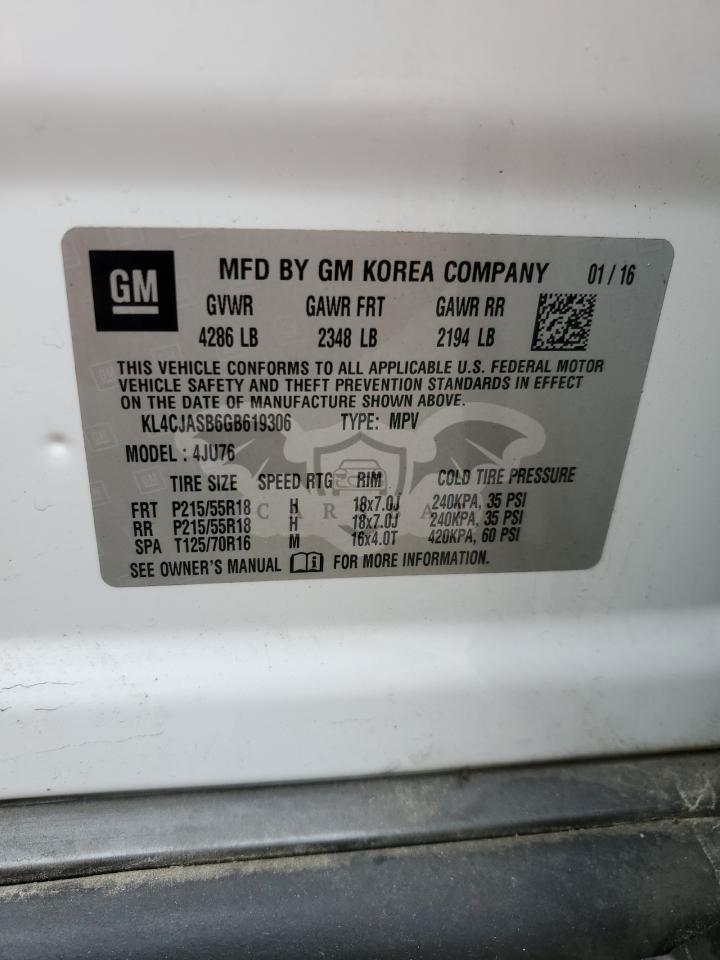 GM MFD BY GM KOREA COMPANY 01 / 16
GVWR GAWR FRT GAWR RR
4286 LB 2348 LB 2194 LB
THIS VEHICLE CONFORMS TO ALL APPLICABLE U.S. FEDERAL MOTOR
VEHICLE SAFETY AND THEFT PREVENTION STANDARDS IN EFFECT
ON THE DATE OF MANUFACTURE SHOWN ABOVE.
KL4CJASB6GB619306 TYPE: MPV
MODEL : 4JU76
TIRE SIZE SPEED RTG RIM COLD TIRE PRESSURE
FRT P215/55R18 H 18x7.0J 240KPA, 35 PSI
RR P215/55R18 H 18x7.0J 240KPA, 35 PSI
SPA T125/70R16 M 16x4.0T 420KPA, 60 PSI
SEE OWNER'S MANUAL FOR MORE INFORMATION.